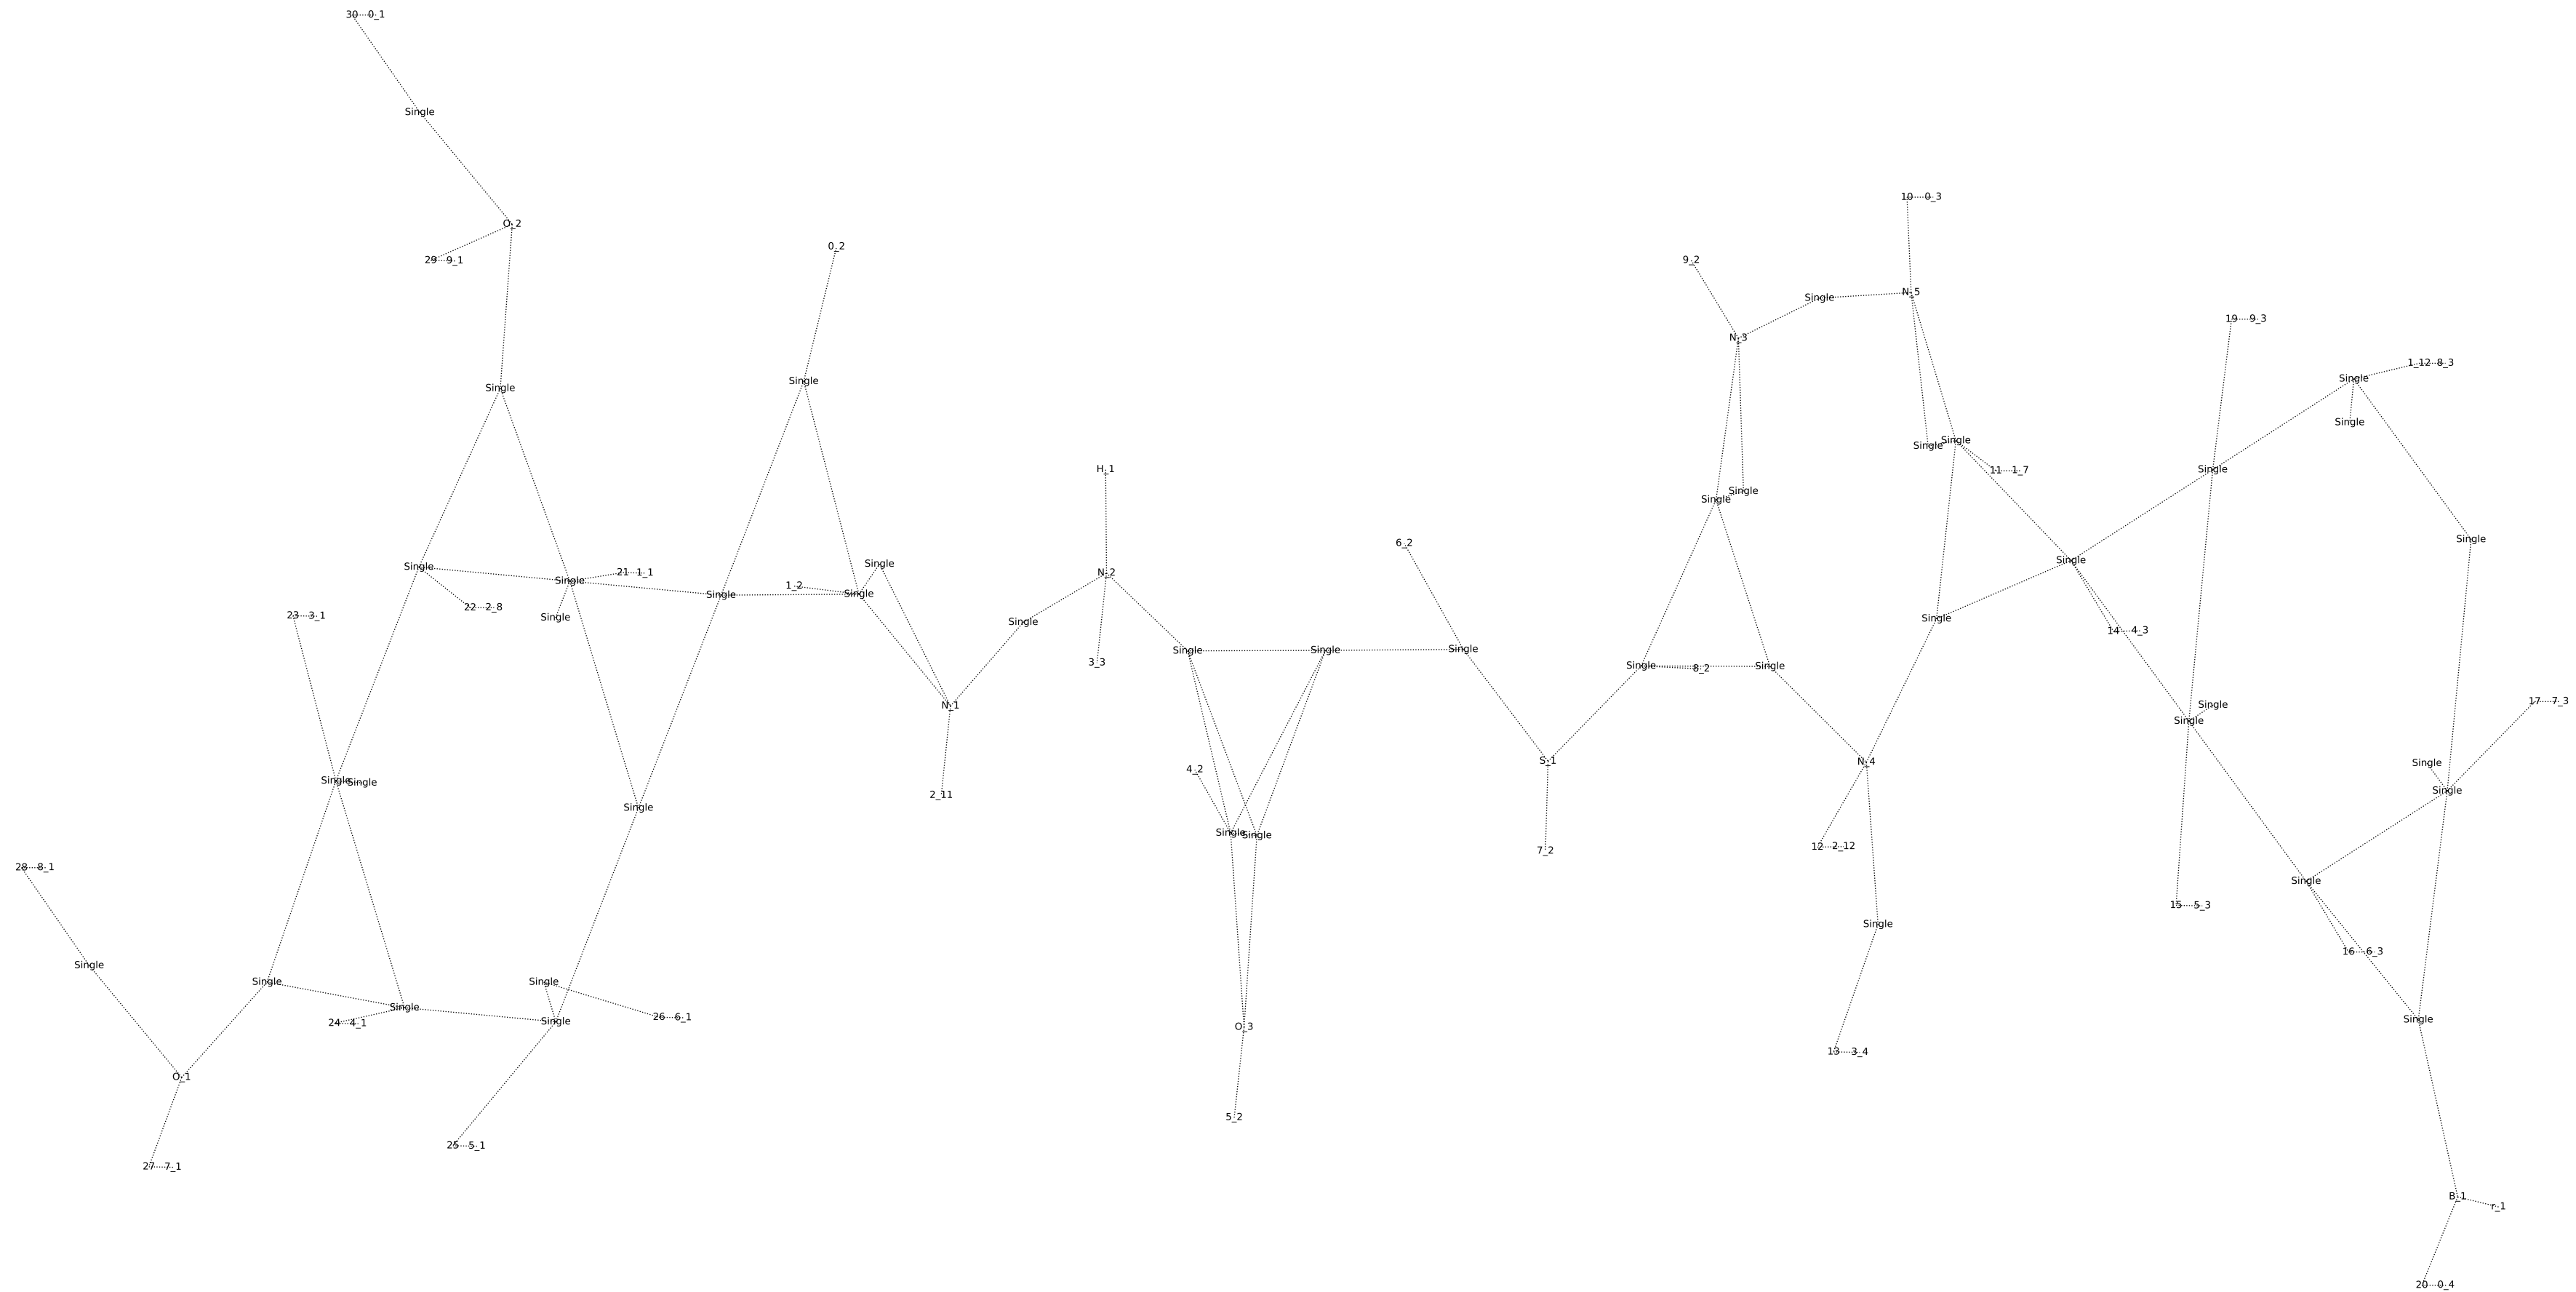 30 0_1
Single
10 0_3
O_2
0_2
29 9_1
9_2
N_5
Single
19 9_3
N_3
1_12 8_3
Single
Single
Single
Single
Single
Single
H_1
Single
11 1_7
Single
Single
Single
Single
6_2
Single
Single
Single
21 1_1
N_2
Single
1_2
Single
Single
22 2_8
23 3_1
Single
Single
Single
14 4_3
Single
Single
Single
3_3
Single
8_2
Single
17 7_3
N_1
Single
Single
S_1
N_4
Single
4_2
Single
Single
Single
2_11
Single
Single
Single
12 2_12
7_2
28 8_1
Single
15 5_3
Single
16 6_3
Single
Single
Single
Single
26 6_1
Single
Single
24 4_1
O_3
13 3_4
O_1
5_2
25 5_1
27 7_1
B_1
r_1
20 0_4